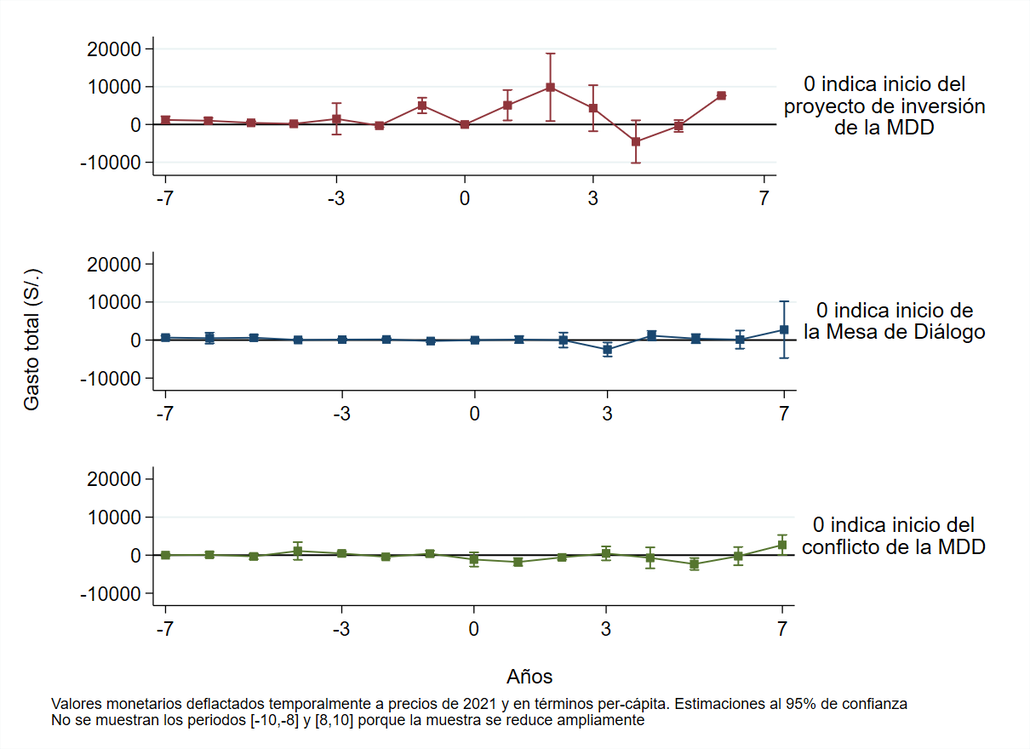 20000
10000
0
-10000
-7
-3
0
3
7
0 indica inicio del
proyecto de inversión
de la MDD
Gasto total (S/.)
20000
10000
0
-10000
-7
-3
0
3
7
0 indica inicio de
la Mesa de Diálogo
20000
10000
0
-10000
-7
-3
0
3
7
0 indica inicio del
conflicto de la MDD
Años
Valores monetarios deflactados temporalmente a precios de 2021 y en términos per-cápita. Estimaciones al 95% de confianza
No se muestran los periodos [-10,-8] y [8,10] porque la muestra se reduce ampliamente